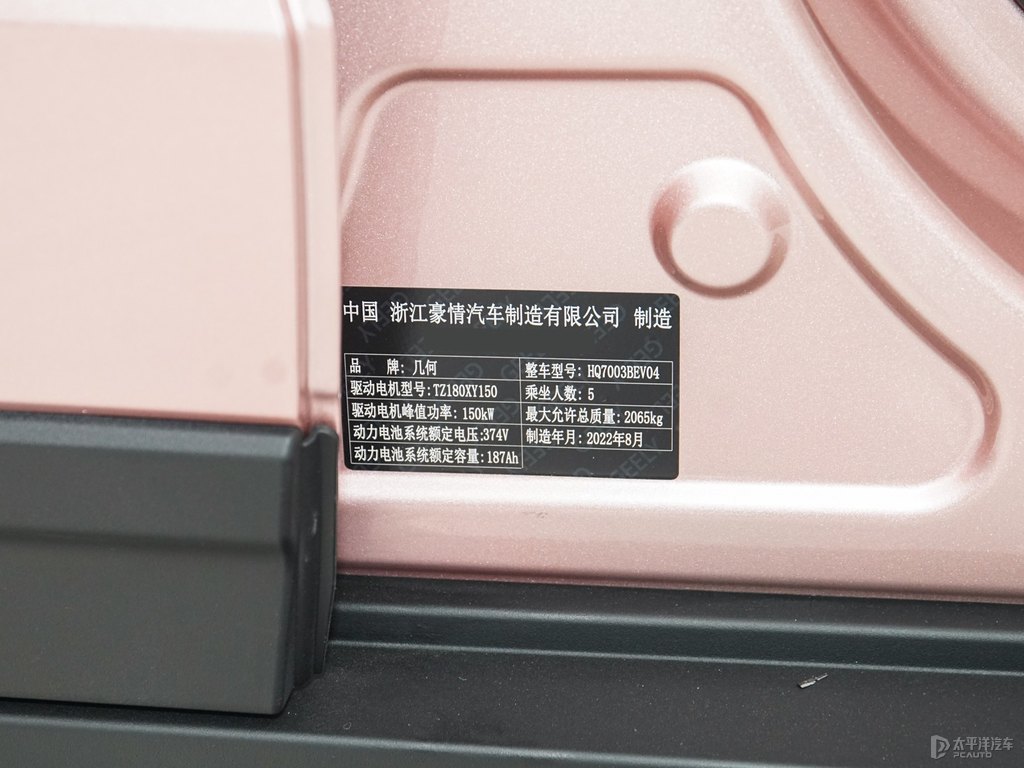 中国 浙江豪情汽车制造有限公司 制造
品 牌: 几何
整车型号: HQ7003BEV04
驱动电机型号:TZ180XY150
乘坐人数: 5
驱动电机峰值功率: 150kW
最大允许总质量: 2065kg
动力电池系统额定电压:374V
制造年月: 2022年8月
动力电池系统额定容量:187Ah
太平洋汽车
PCAUTO